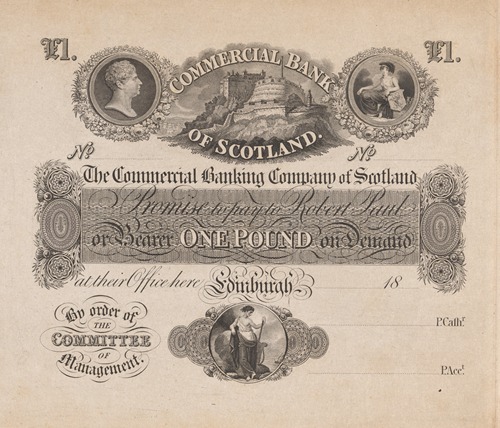 £1. £1.
COMMERCIAL BANK
OF SCOTLAND.
No No
The Commercial Banking Company of Scotland
Promise to pay to Robert Paul
or Bearer ONE POUND on Demand
at their Office here Edinburgh 18
By order of
THE
COMMITTEE
OF
Management.
P.Cathr.
P.Acct.